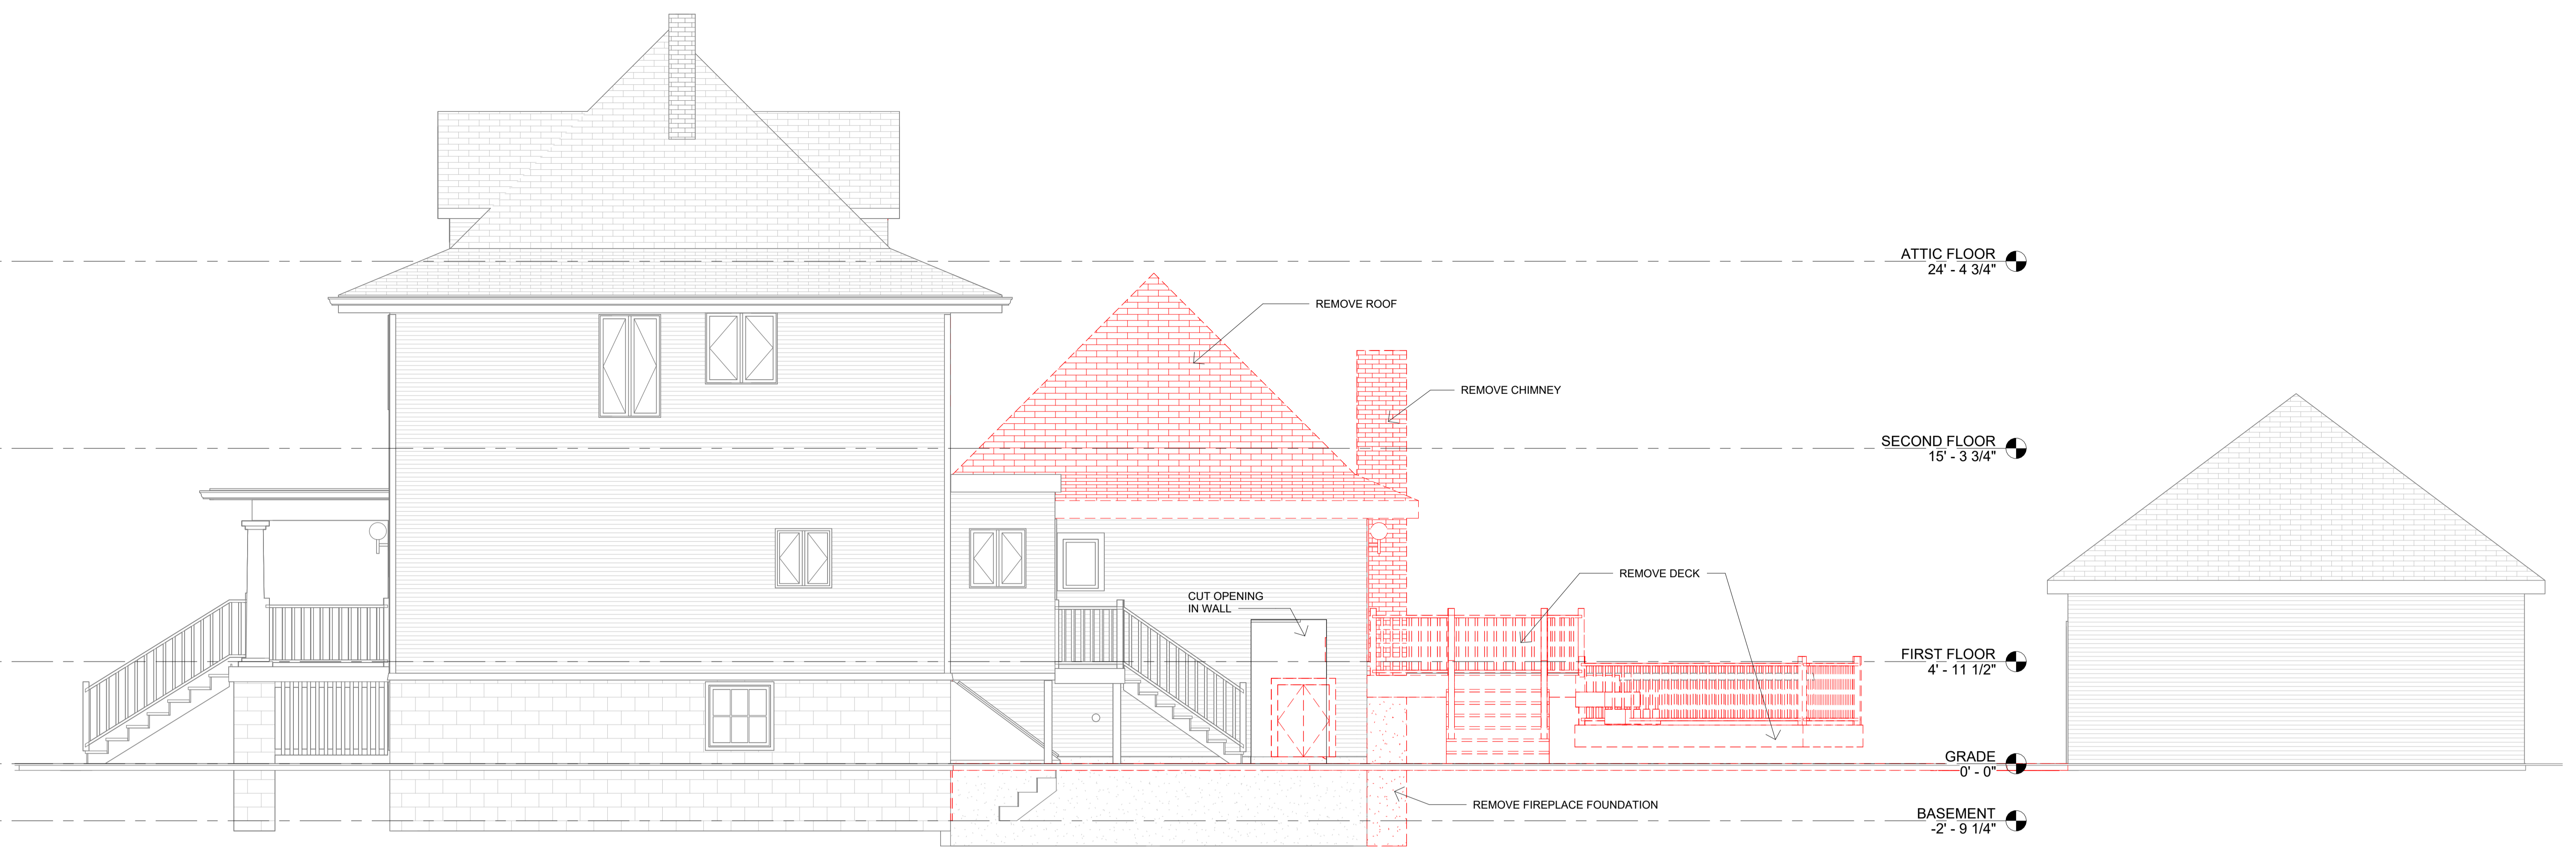 ATTIC FLOOR
24' - 4 3/4"
REMOVE ROOF
REMOVE CHIMNEY
SECOND FLOOR
15' - 3 3/4"
REMOVE DECK
CUT OPENING
IN WALL
FIRST FLOOR
4' - 11 1/2"
GRADE
0' - 0"
REMOVE FIREPLACE FOUNDATION
BASEMENT
-2' - 9 1/4"